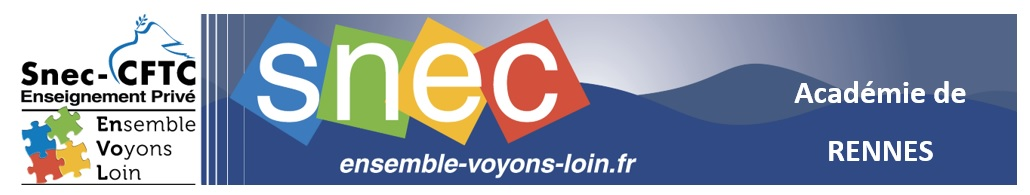 Snec-CFTC
Enseignement Privé
Ensemble
Voyons
Loin
snec
ensemble-voyons-loin.fr
Académie de
RENNES